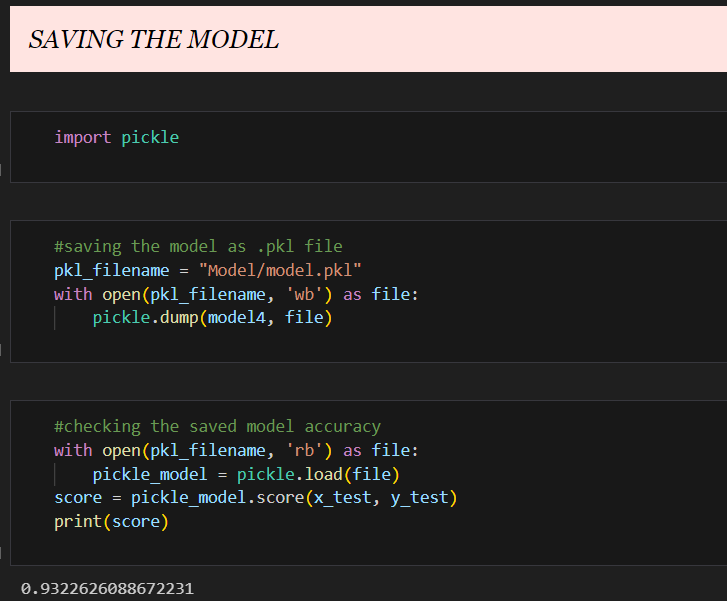 SAVING THE MODEL
import pickle
#saving the model as .pkl file
pkl_filename = "Model/model.pkl"
with open(pkl_filename, 'wb') as file:
    pickle.dump(model4, file)
#checking the saved model accuracy
with open(pkl_filename, 'rb') as file:
    pickle_model = pickle.load(file)
score = pickle_model.score(x_test, y_test)
print(score)
0.9322626088672231